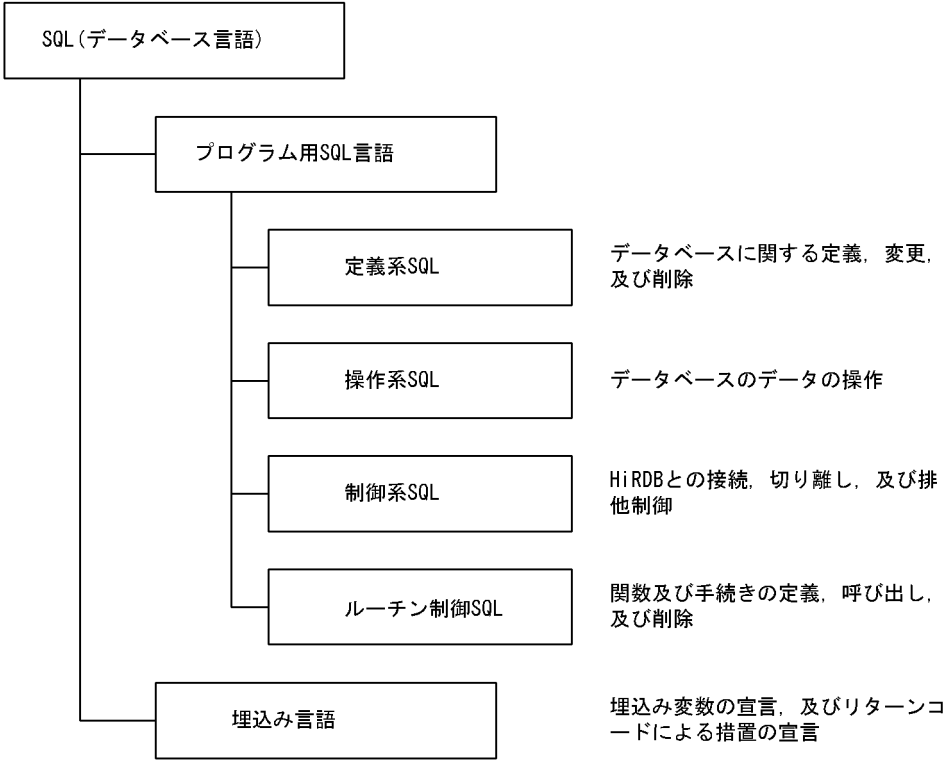 SQL(データベース言語)
プログラム用SQL言語
定義系SQL
データベースに関する定義,変更,
及び削除
操作系SQL
データベースのデータの操作
制御系SQL
HiRDBとの接続,切り離し,及び排
他制御
ルーチン制御SQL
関数及び手続きの定義,呼び出し,
及び削除
埋込み言語
埋込み変数の宣言,及びリターンコ
ードによる措置の宣言